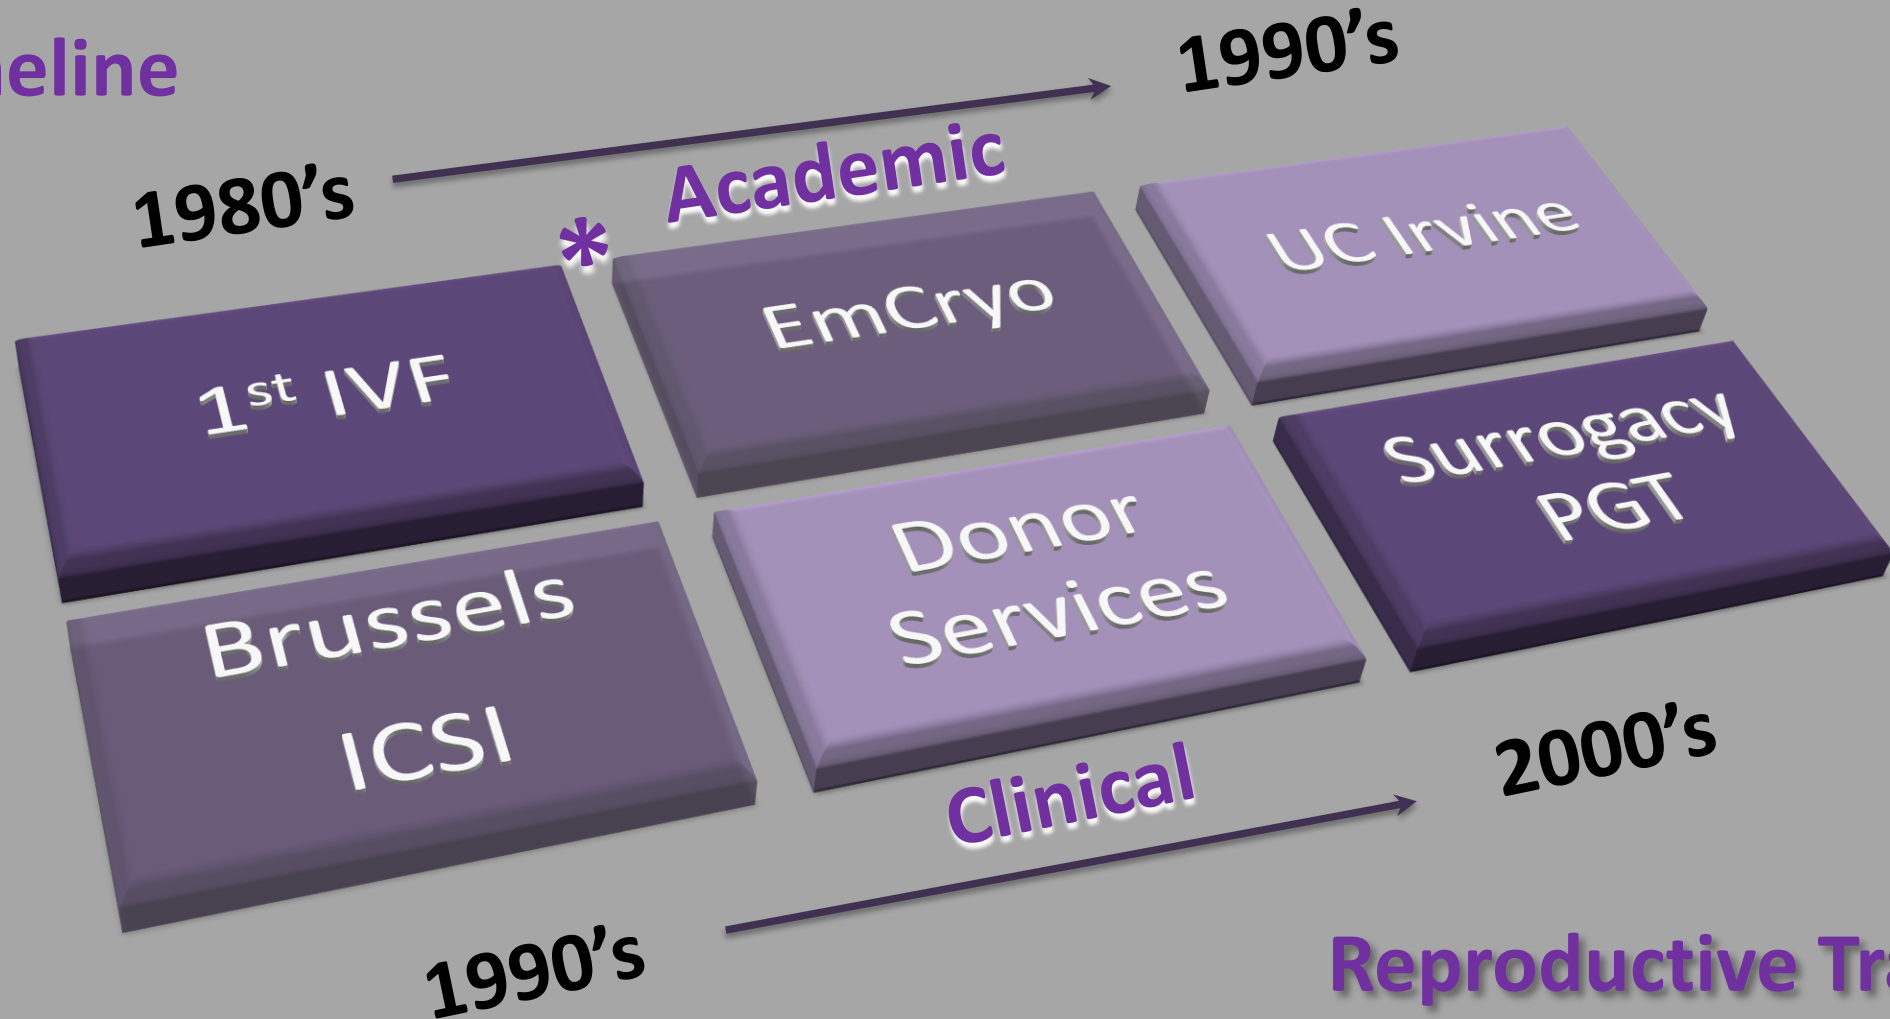 eline
1980's
1990's
Academic
*
1st IVF
EmCryo
UC Irvine
Brussels
ICSI
Donor
Services
Surrogacy
PGT
Clinical
1990's
2000's
Reproductive Tra